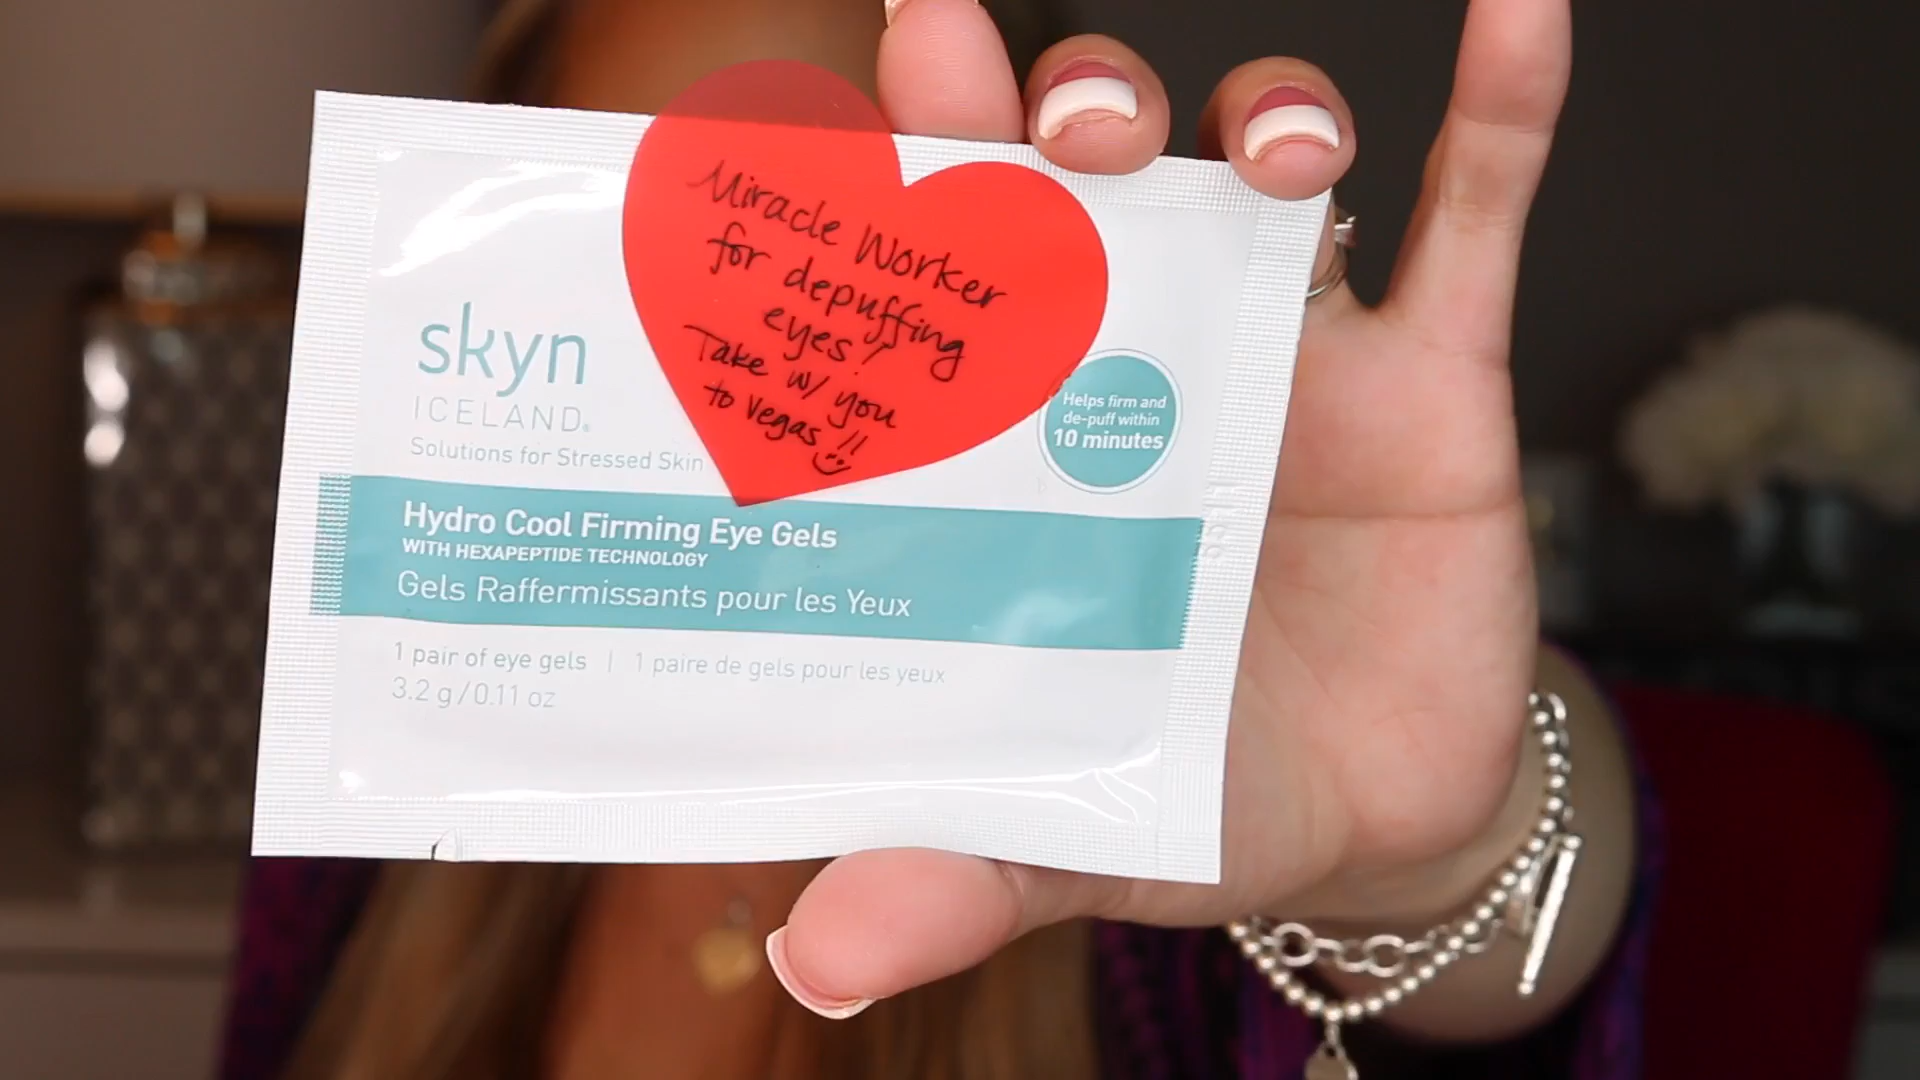 Miracle Worker
for depuffing
eyes!
Take w/ you
to Vegas!!
skyn
ICELAND®
Solutions for Stressed Skin
Helps firm and
de-puff within
10 minutes
Hydro Cool Firming Eye Gels
WITH HEXAPEPTIDE TECHNOLOGY
Gels Raffermissants pour les Yeux
1 pair of eye gels | 1 paire de gels pour les yeux
3.2 g/0.11 oz